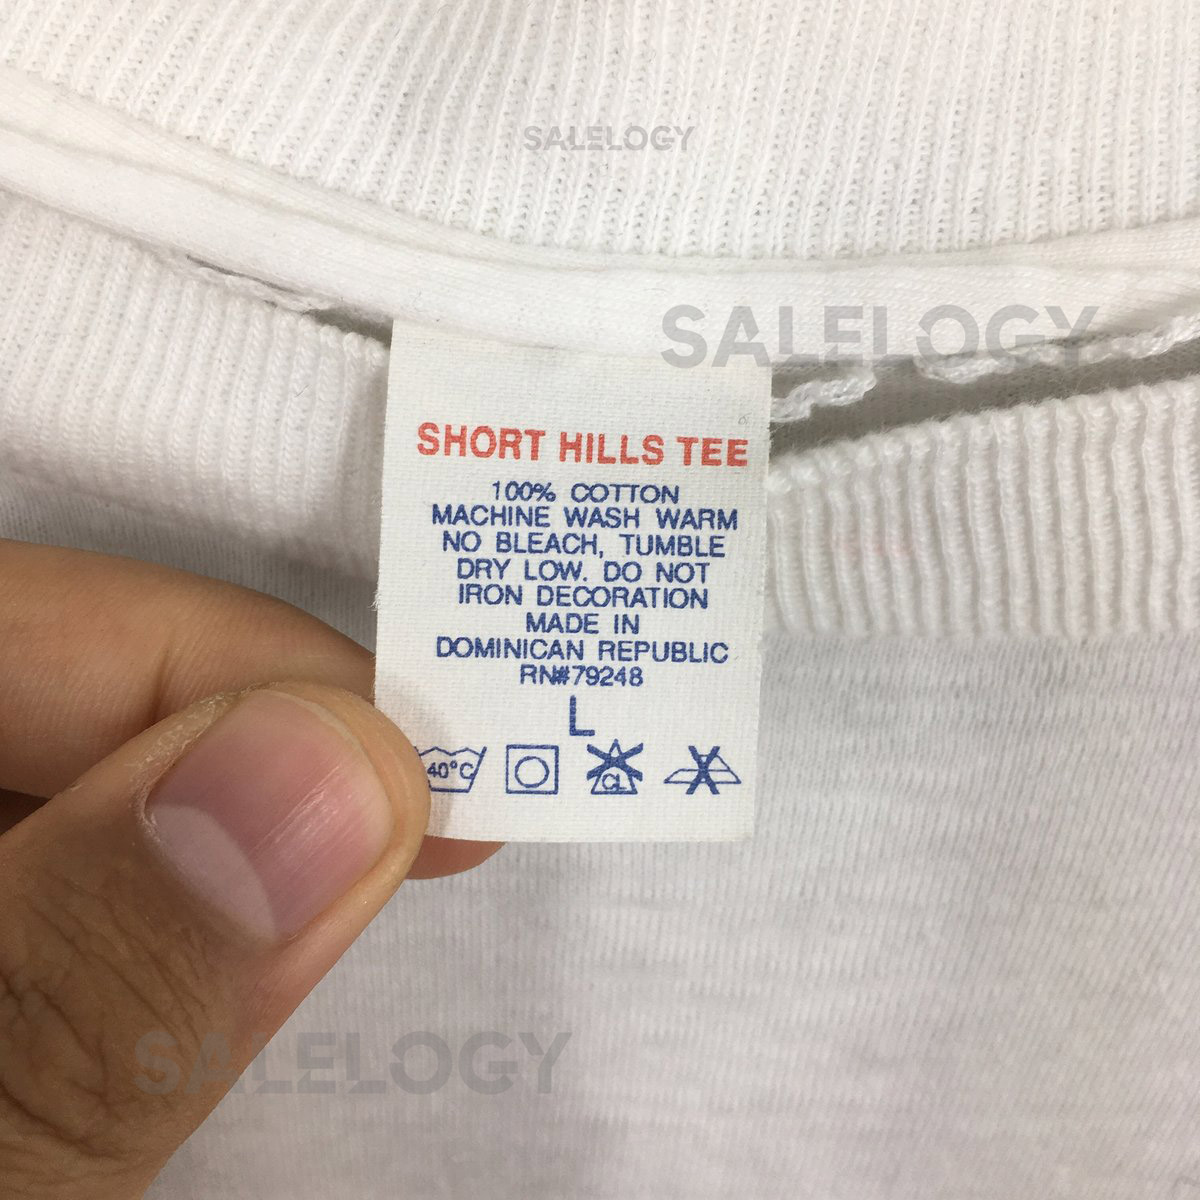 SALELOGY
SALELOGY
SHORT HILLS TEE
100% COTTON
MACHINE WASH WARM
NO BLEACH, TUMBLE
DRY LOW. DO NOT
IRON DECORATION
MADE IN
DOMINICAN REPUBLIC
RN#79248
L
40°C
CL
SALELOGY